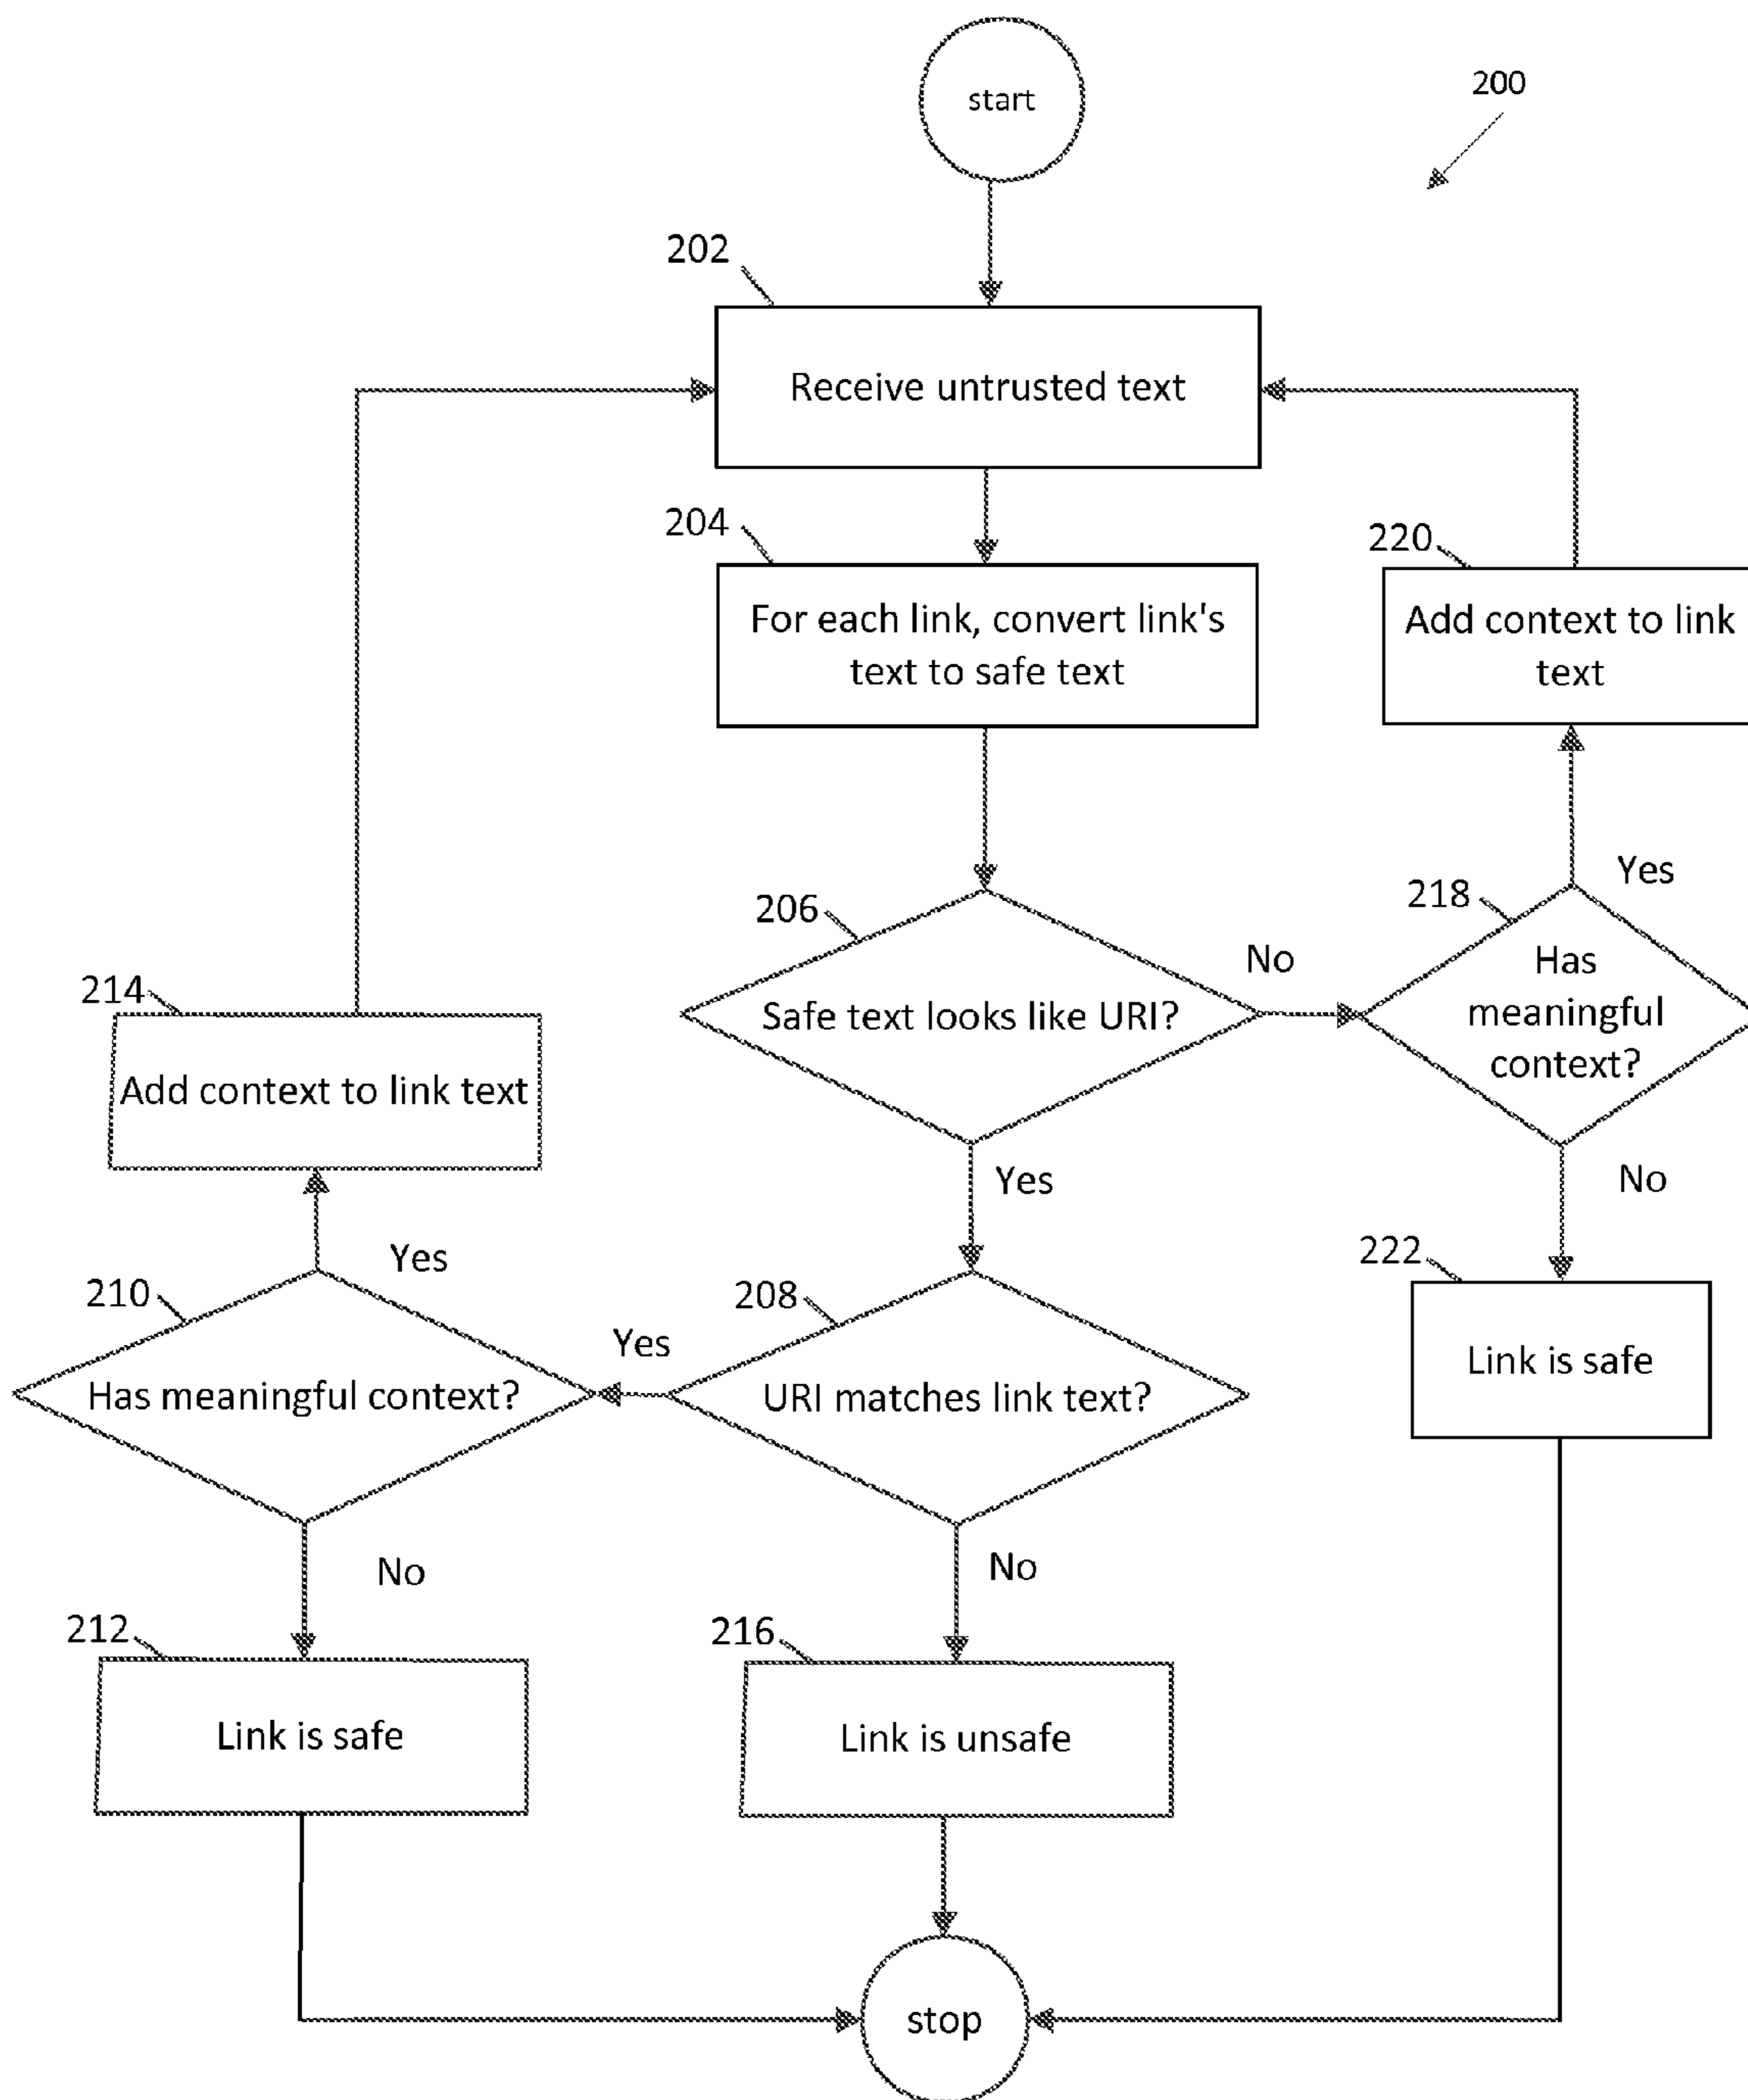 start
200
202
Receive untrusted text
204
For each link, convert link's
text to safe text
220
Add context to link
text
206
Safe text looks like URI?
No
218
Yes
Has
meaningful
context?
No
214
Add context to link text
Yes
210
Yes
Has meaningful context?
Yes
208
URI matches link text?
222
Link is safe
No
No
212
Link is safe
216
Link is unsafe
stop